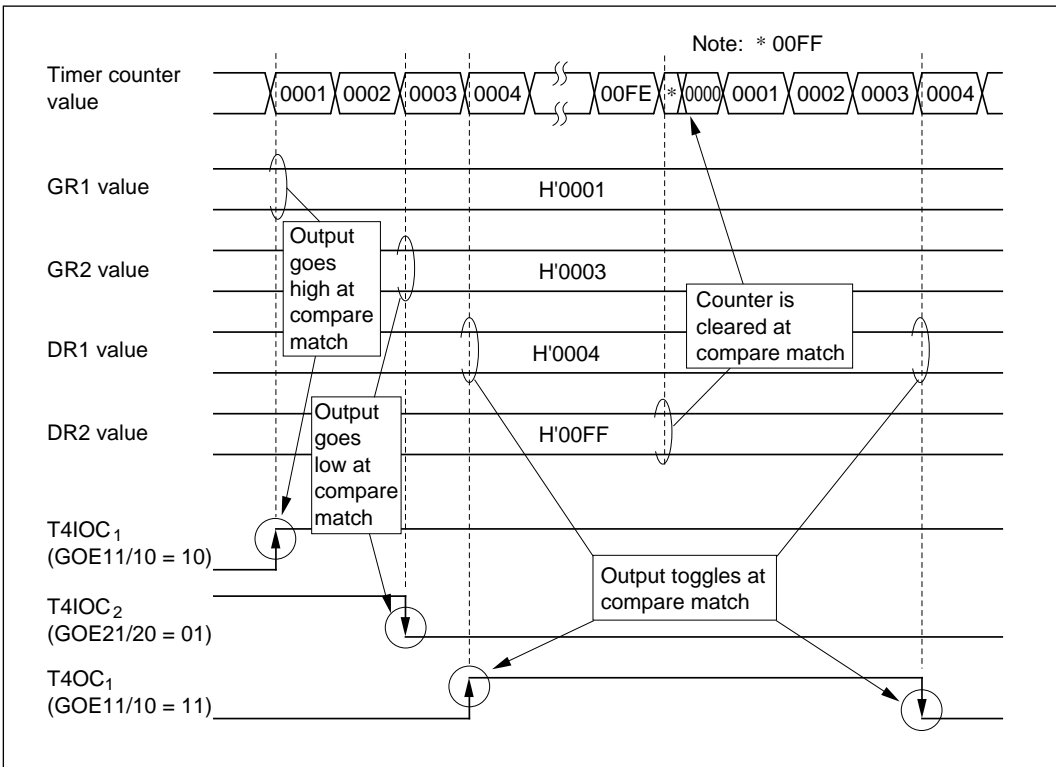 Note: * 00FF
Timer counter
value
0001 0002 0003 0004 00FE * 0000 0001 0002 0003 0004
GR1 value
H'0001
Output
goes
high at
compare
match
GR2 value
H'0003
Counter is
cleared at
compare match
DR1 value
H'0004
Output
goes
low at
compare
match
DR2 value
H'00FF
T4IOC1
(GOE11/10 = 10)
Output toggles at
compare match
T4IOC2
(GOE21/20 = 01)
T4OC1
(GOE11/10 = 11)